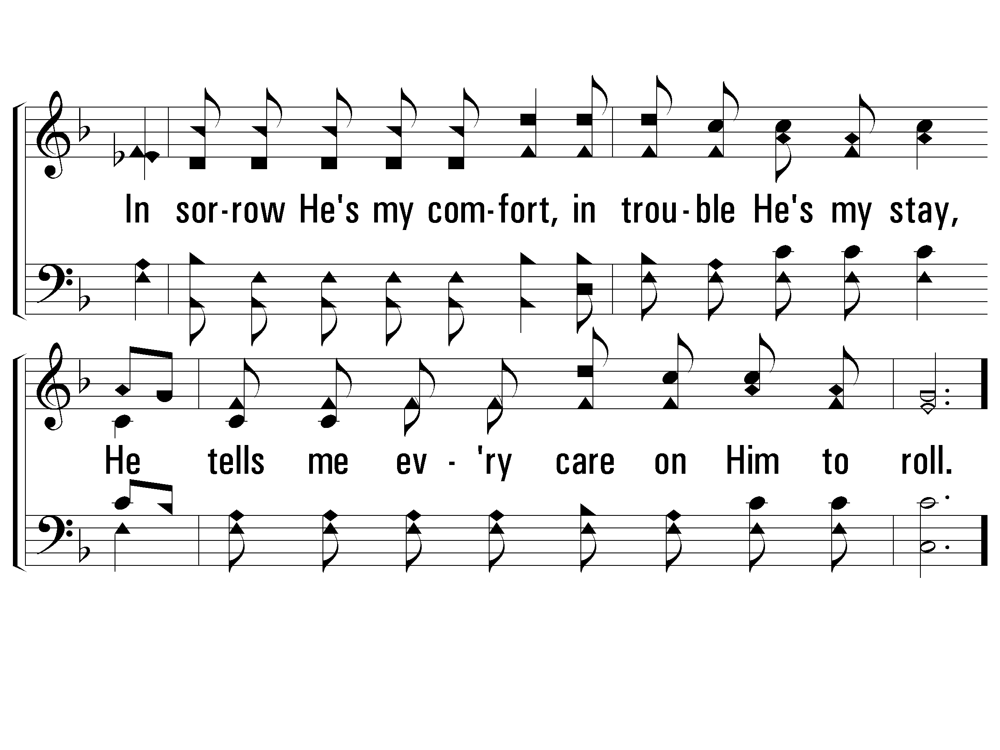 In sor-row He's my com-fort, in trou-ble He's my stay,
He tells me ev-'ry care on Him to roll.